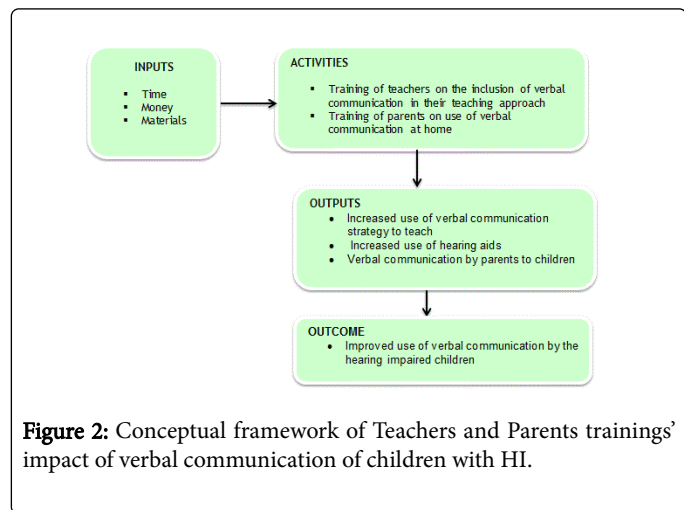 INPUTS
▪ Time
▪ Money
▪ Materials
ACTIVITIES
▪ Training of teachers on the inclusion of verbal
communication in their teaching approach
▪ Training of parents on use of verbal
communication at home
OUTPUTS
• Increased use of verbal communication
strategy to teach
• Increased use of hearing aids
• Verbal communication by parents to children
OUTCOME
• Improved use of verbal communication by the
hearing impaired children
Figure 2: Conceptual framework of Teachers and Parents trainings’
impact of verbal communication of children with HI.